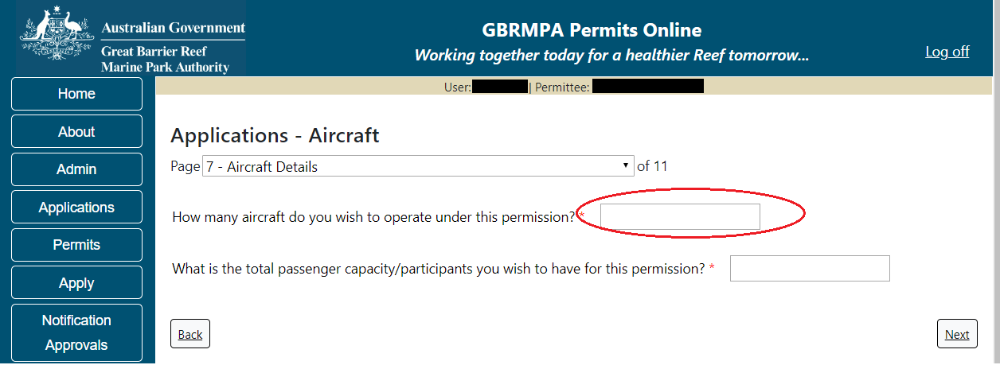 Australian Government
Great Barrier Reef
Marine Park Authority
GBRMPA Permits Online
Working together today for a healthier Reef tomorrow...
Log off
Home
About
Admin
Applications
Permits
Apply
Notification
Approvals
User: | Permittee:
Applications - Aircraft
Page 7 - Aircraft Details of 11
How many aircraft do you wish to operate under this permission? *
What is the total passenger capacity/participants you wish to have for this permission? *
Back
Next